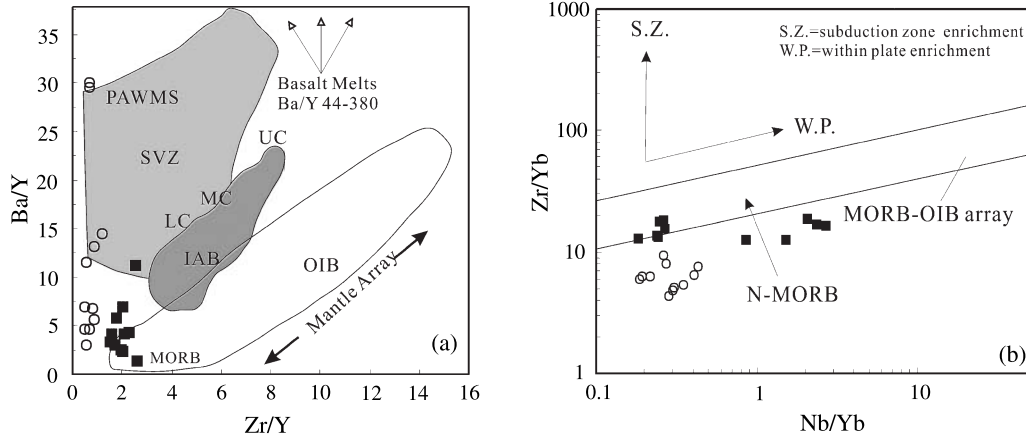 35
30
25
20
15
10
5
0
Ba/Y
0
2
4
6
8
10
12
14
16
Zr/Y
(a)
Basalt Melts
Ba/Y 44-380
PAWMS
SVZ
UC
MC
LC
IAB
OIB
Mantle Array
MORB
1000
100
10
1
Zr/Yb
0.1
1
10
Nb/Yb
S.Z.
S.Z.=subduction zone enrichment
W.P.=within plate enrichment
W.P.
MORB-OIB array
N-MORB
(b)